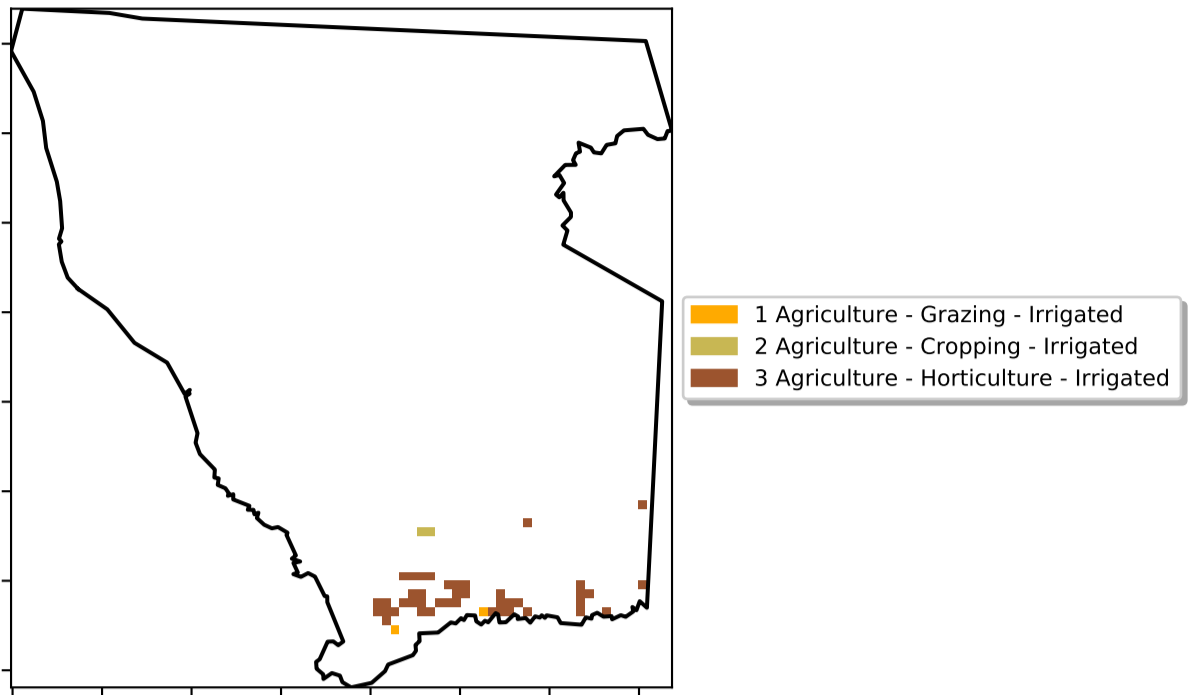 1 Agriculture - Grazing - Irrigated
2 Agriculture - Cropping - Irrigated
3 Agriculture - Horticulture - Irrigated